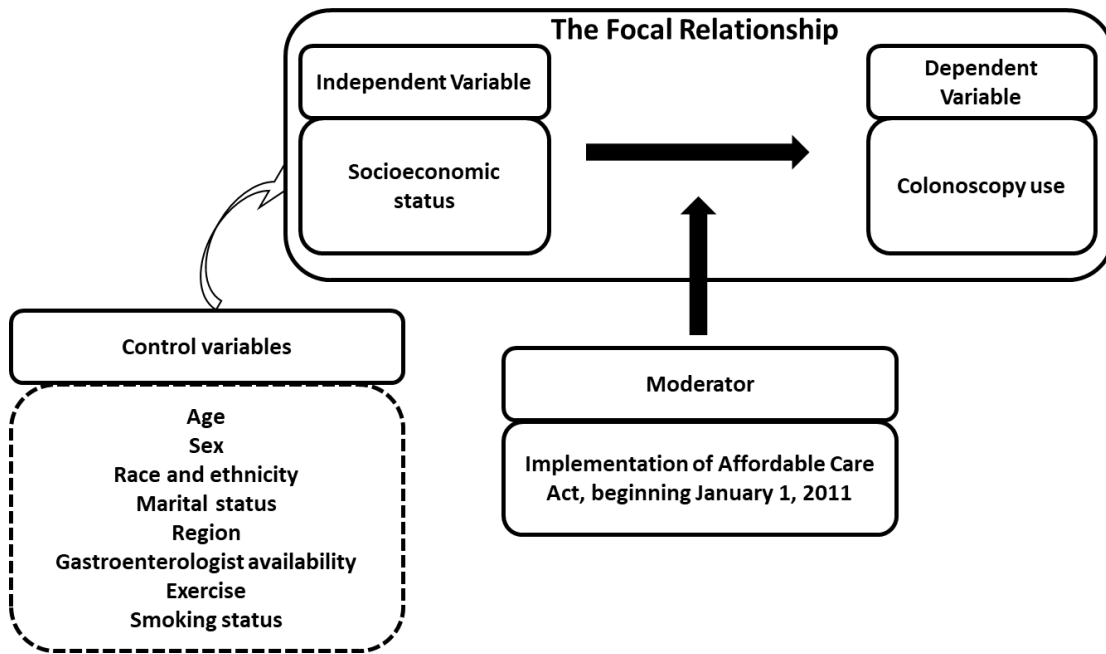 The Focal Relationship
Independent Variable
Socioeconomic
status
Dependent
Variable
Colonoscopy use
Control variables
Age
Sex
Race and ethnicity
Marital status
Region
Gastroenterologist availability
Exercise
Smoking status
Moderator
Implementation of Affordable Care
Act, beginning January 1, 2011